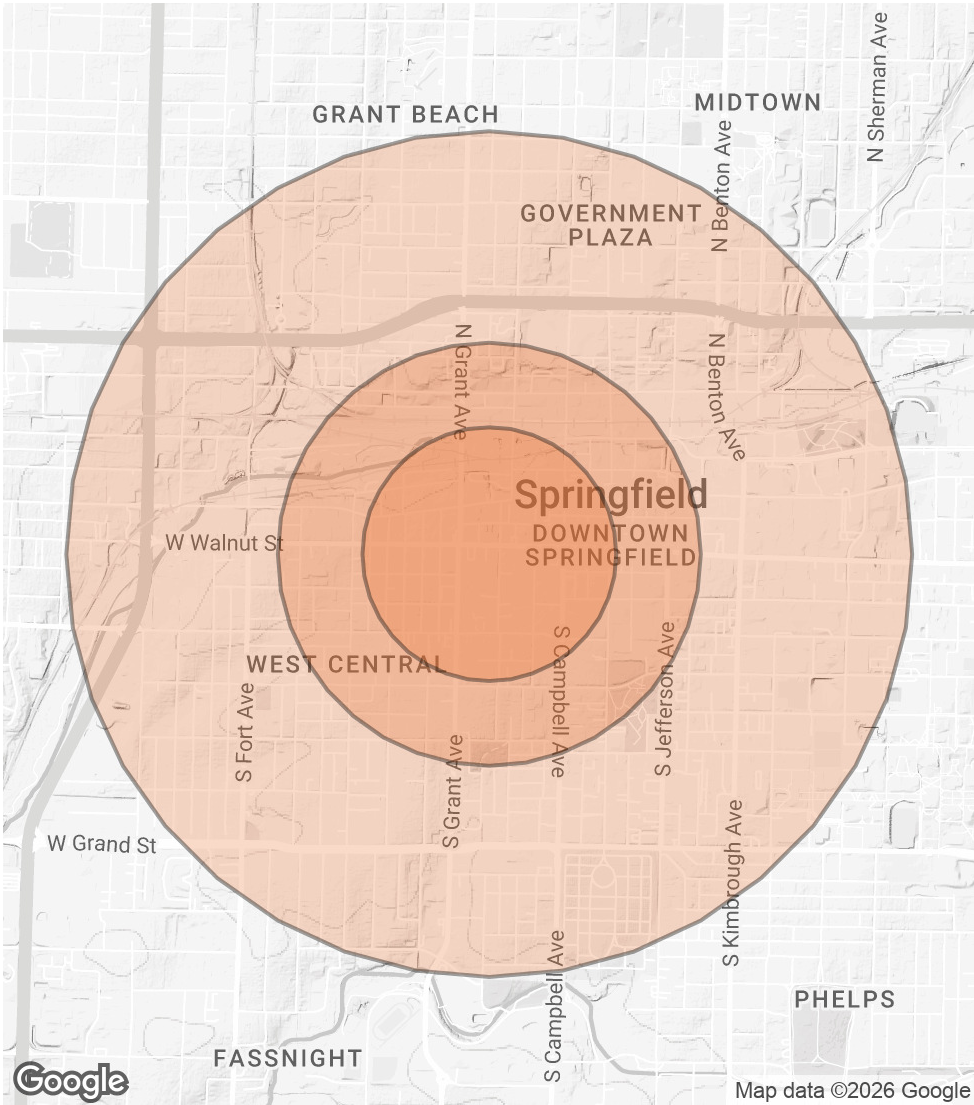 N Sherman Ave
MIDTOWN
GRANT BEACH
N Benton Ave
GOVERNMENT
PLAZA
N Grant Ave
N Benton Ave
Springfield
DOWNTOWN
SPRINGFIELD
W Walnut St
WEST CENTRAL
S Campbell Ave
S Jefferson Ave
S Fort Ave
S Grant Ave
W Grand St
S Kimbrough Ave
S Campbell Ave
PHELPS
FASSNIGHT
Google
Map data ©2026 Google